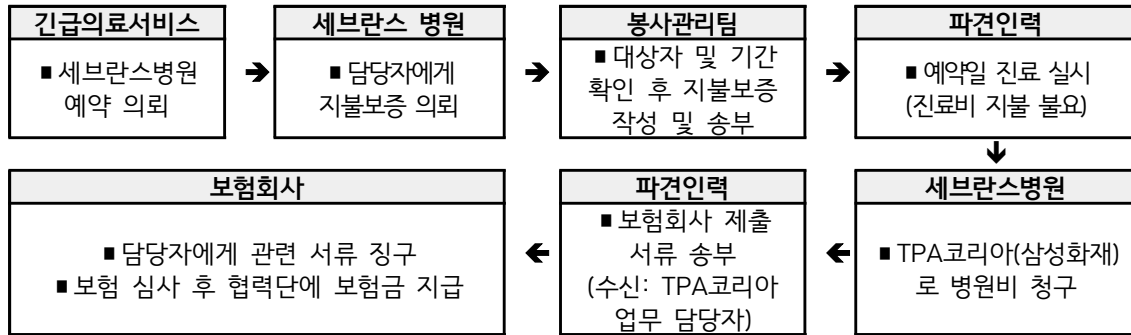 긴급의료서비스
■ 세브란스병원
예약 의뢰
➔
세브란스 병원
■ 담당자에게
지불보증 의뢰
➔
봉사관리팀
■ 대상자 및 기간
확인 후 지불보증
작성 및 송부
➔
파견인력
■ 예약일 진료 실시
(진료비 지불 불요)
↓
세브란스병원
■ TPA코리아(삼성화재)
로 병원비 청구
←
파견인력
■ 보험회사 제출
서류 송부
(수신: TPA코리아
업무 담당자)
←
보험회사
■ 담당자에게 관련 서류 징구
■ 보험 심사 후 협력단에 보험금 지급